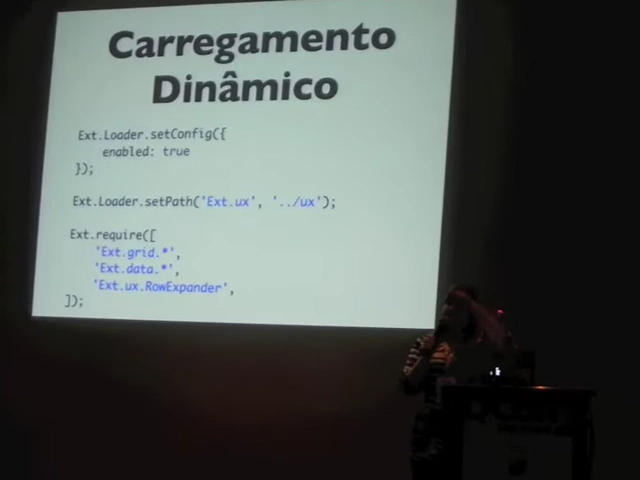 Carregamento
Dinâmico
Ext.Loader.setConfig({
enabled: true
});
Ext.Loader.setPath('Ext.ux', '../ux');
Ext.require([
'Ext.grid.*',
'Ext.data.*',
'Ext.ux.RowExpander',
]);